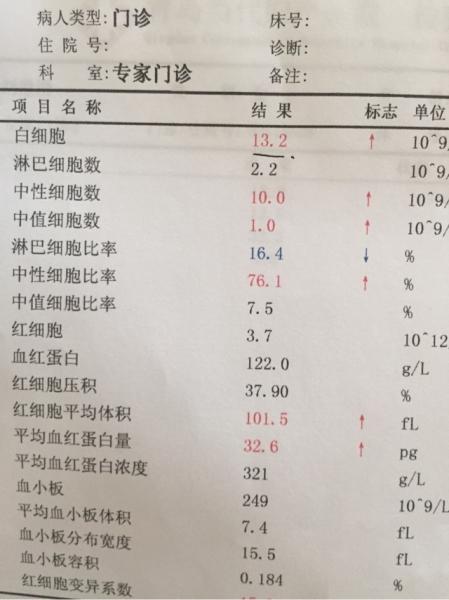 病人类型:门诊 床号:
住 院 号: 诊断:
科 室:专家门诊 备注:
项 目 名 称 结 果 标志 单位
白细胞 13.2 ↑ 10^9/
淋巴细胞数 2.2 10^9/
中性细胞数 10.0 ↑ 10^9/
中值细胞数 1.0 ↑ 10^9/
淋巴细胞比率 16.4 ↓ %
中性细胞比率 76.1 ↑ %
中值细胞比率 7.5 %
红细胞 3.7 10^12
血红蛋白 122.0 g/L
红细胞压积 37.90 %
红细胞平均体积 101.5 ↑ fL
平均血红蛋白量 32.6 ↑ pg
平均血红蛋白浓度 321 g/L
血小板 249 10^9/L
平均血小板体积 7.4 fL
血小板分布宽度 15.5 fL
血小板容积 0.184 %
红细胞变异系数